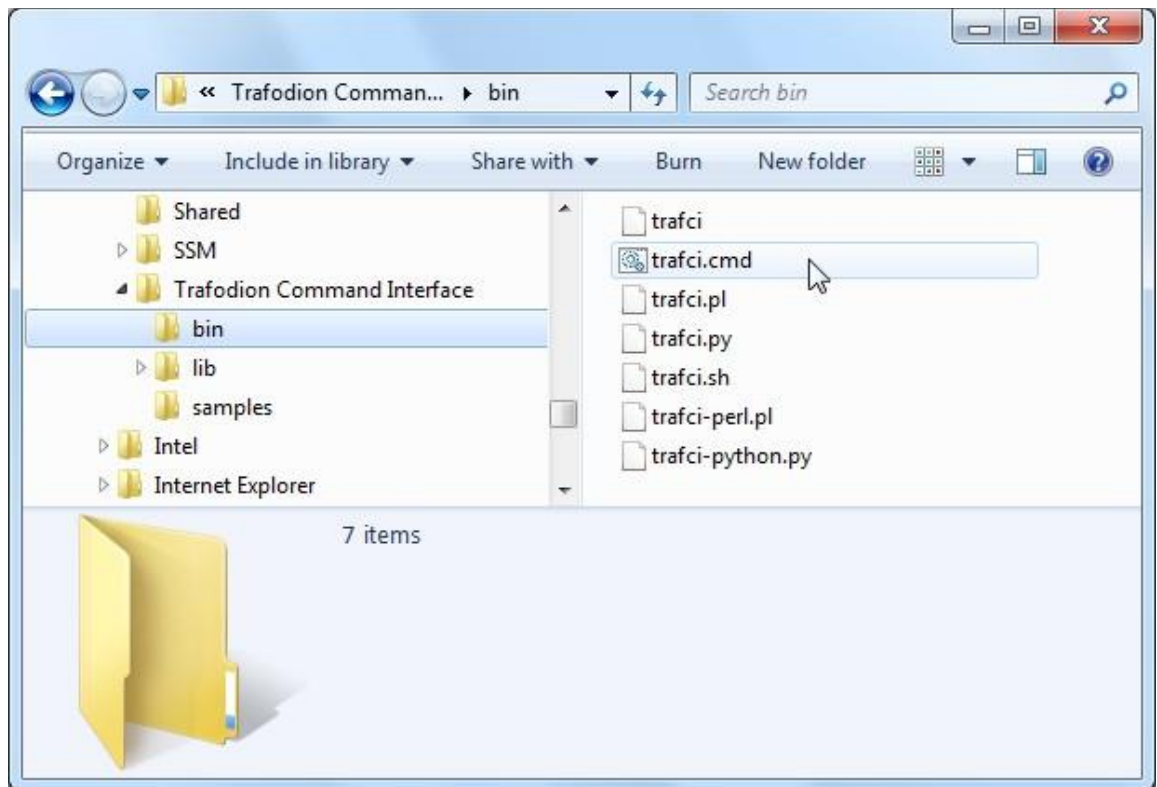 « Trafodion Comman... bin
Search bin
Organize Include in library Share with Burn New folder
Shared
SSM
Trafodion Command Interface
bin
lib
samples
Intel
Internet Explorer
trafci
trafci.cmd
trafci.pl
trafci.py
trafci.sh
trafci-perl.pl
trafci-python.py
7 items